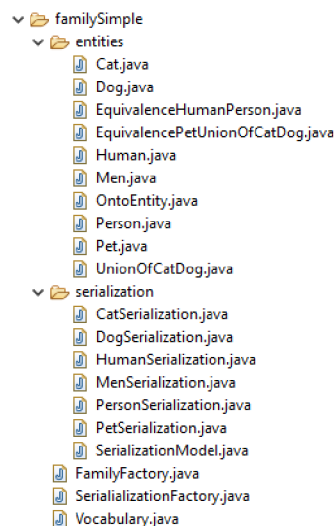 familySimple
entities
Cat.java
Dog.java
EquivalenceHumanPerson.java
EquivalencePetUnionOfCatDog.java
Human.java
Men.java
OntoEntity.java
Person.java
Pet.java
UnionOfCatDog.java
serialization
CatSerialization.java
DogSerialization.java
HumanSerialization.java
MenSerialization.java
PersonSerialization.java
PetSerialization.java
SerializationModel.java
FamilyFactory.java
SerialializationFactory.java
Vocabulary.java